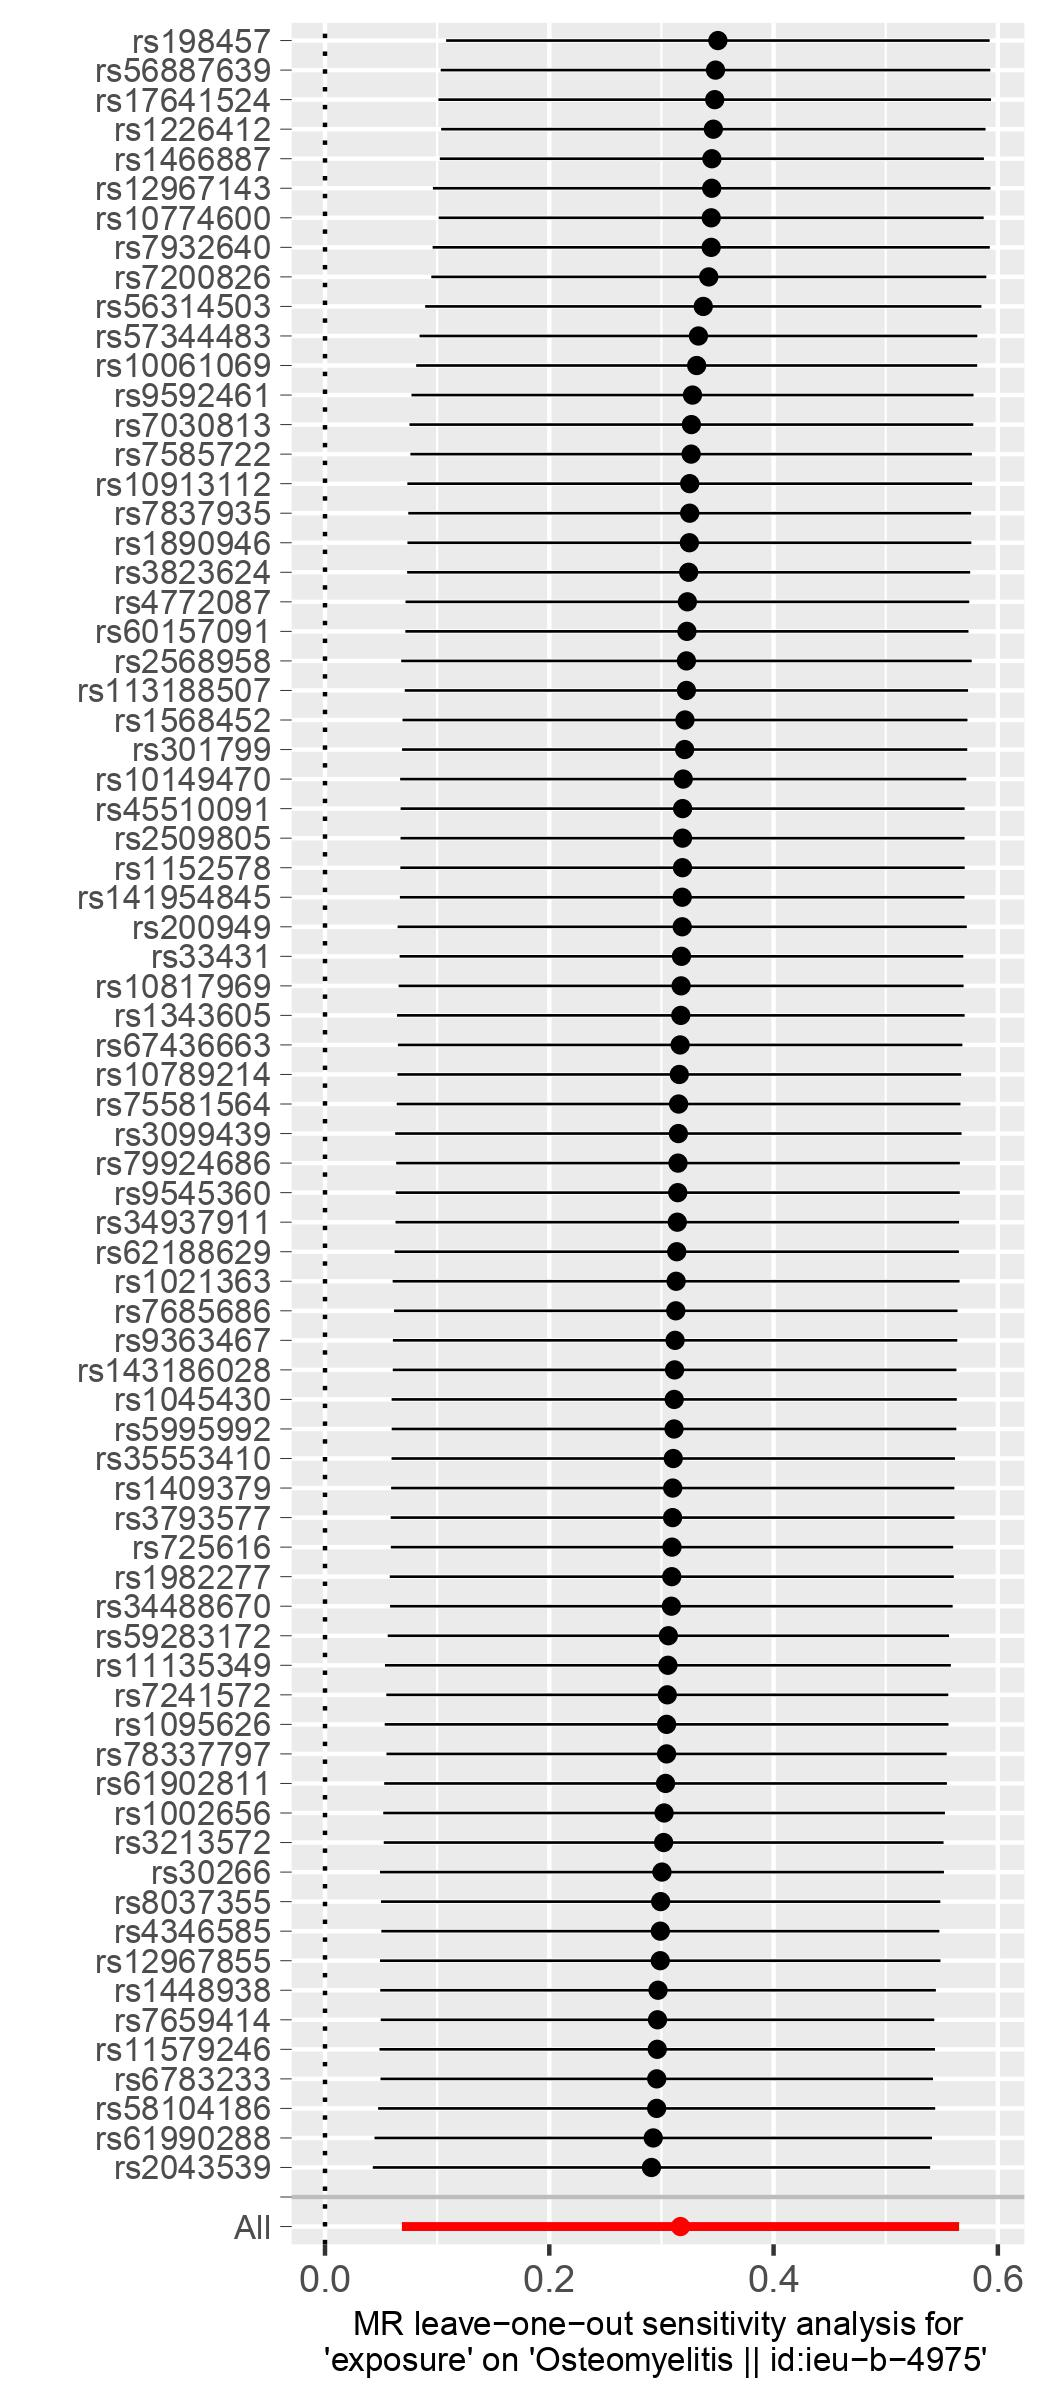 rs198457
rs56887639
rs17641524
rs1226412
rs1466887
rs12967143
rs10774600
rs7932640
rs7200826
rs56314503
rs57344483
rs10061069
rs9592461
rs7030813
rs7585722
rs10913112
rs7837935
rs1890946
rs3823624
rs4772087
rs60157091
rs2568958
rs113188507
rs1568452
rs301799
rs10149470
rs45510091
rs2509805
rs1152578
rs141954845
rs200949
rs33431
rs10817969
rs1343605
rs67436663
rs10789214
rs75581564
rs3099439
rs79924686
rs9545360
rs34937911
rs62188629
rs1021363
rs7685686
rs9363467
rs143186028
rs1045430
rs5995992
rs35553410
rs1409379
rs3793577
rs725616
rs1982277
rs34488670
rs59283172
rs11135349
rs7241572
rs1095626
rs78337797
rs61902811
rs1002656
rs3213572
rs30266
rs8037355
rs4346585
rs12967855
rs1448938
rs7659414
rs11579246
rs6783233
rs58104186
rs61990288
rs2043539
All
0.0 0.2 0.4 0.6
MR leave−one−out sensitivity analysis for
'exposure' on 'Osteomyelitis || id:ieu−b−4975'